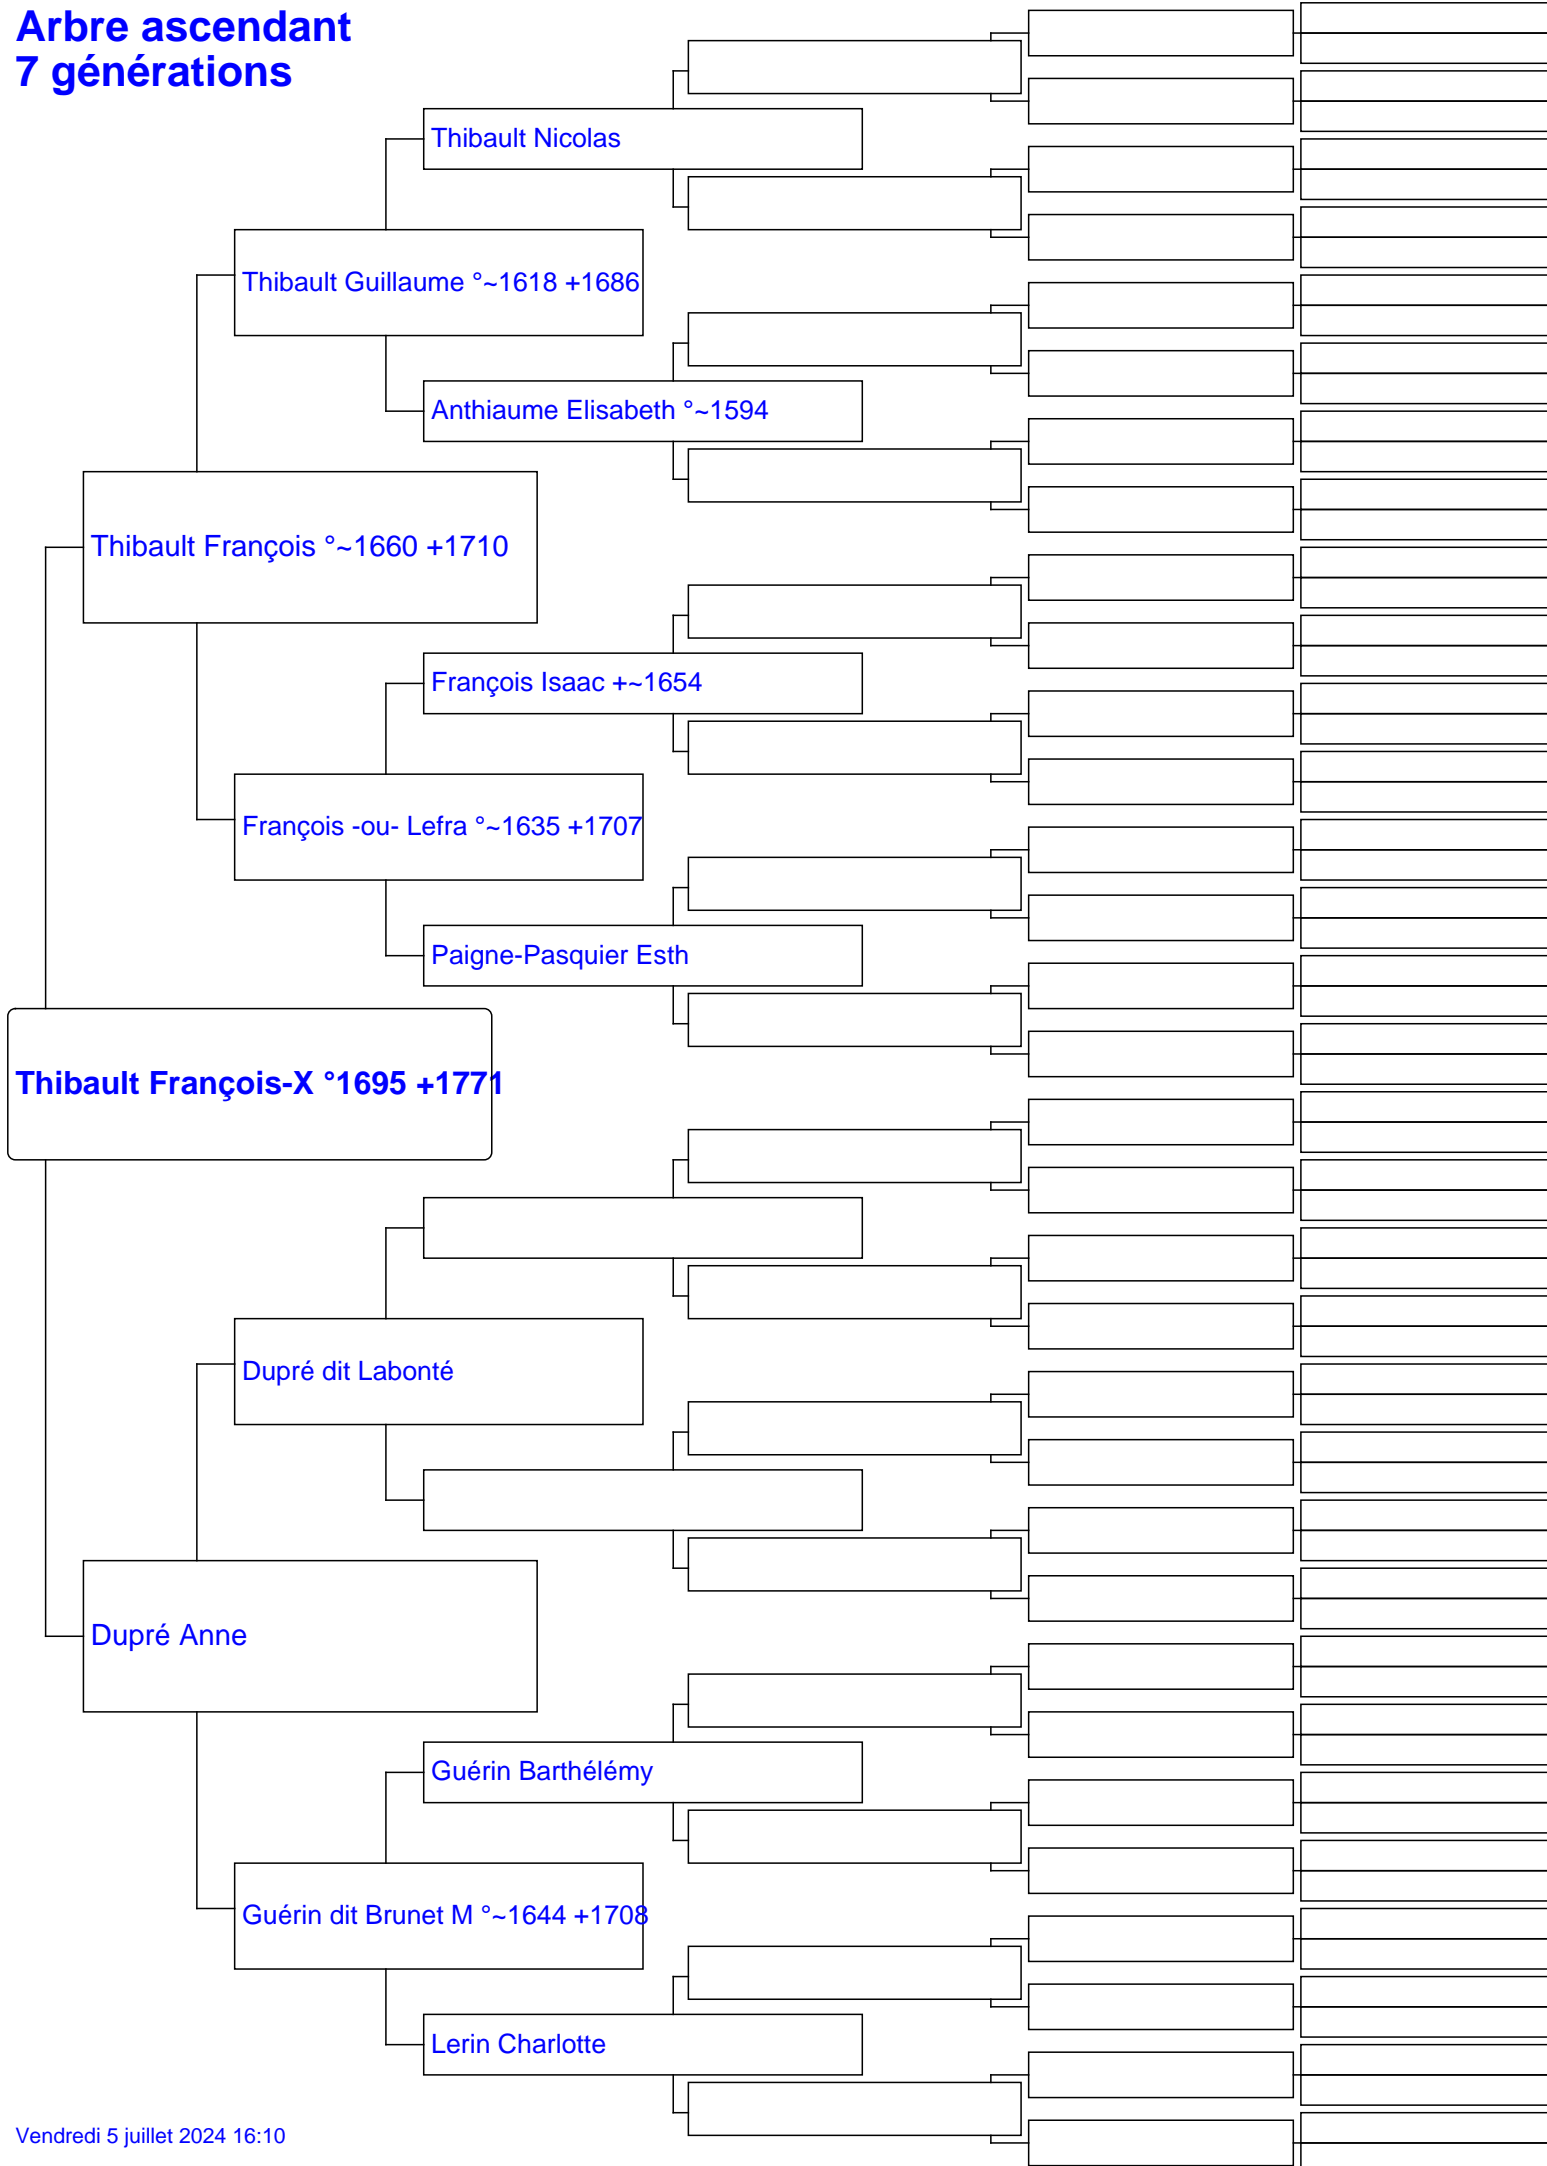 Arbre ascendant
7 générations
Thibault Nicolas
Thibault Guillaume °~1618 +1686
Anthiaume Elisabeth °~1594
Thibault François °~1660 +1710
François Isaac +~1654
François -ou- Lefra °~1635 +1707
Paigne-Pasquier Esth
Thibault François-X °1695 +1771
Dupré dit Labonté
Dupré Anne
Guérin Barthélémy
Guérin dit Brunet M °~1644 +1708
Lerin Charlotte
Vendredi 5 juillet 2024 16:10